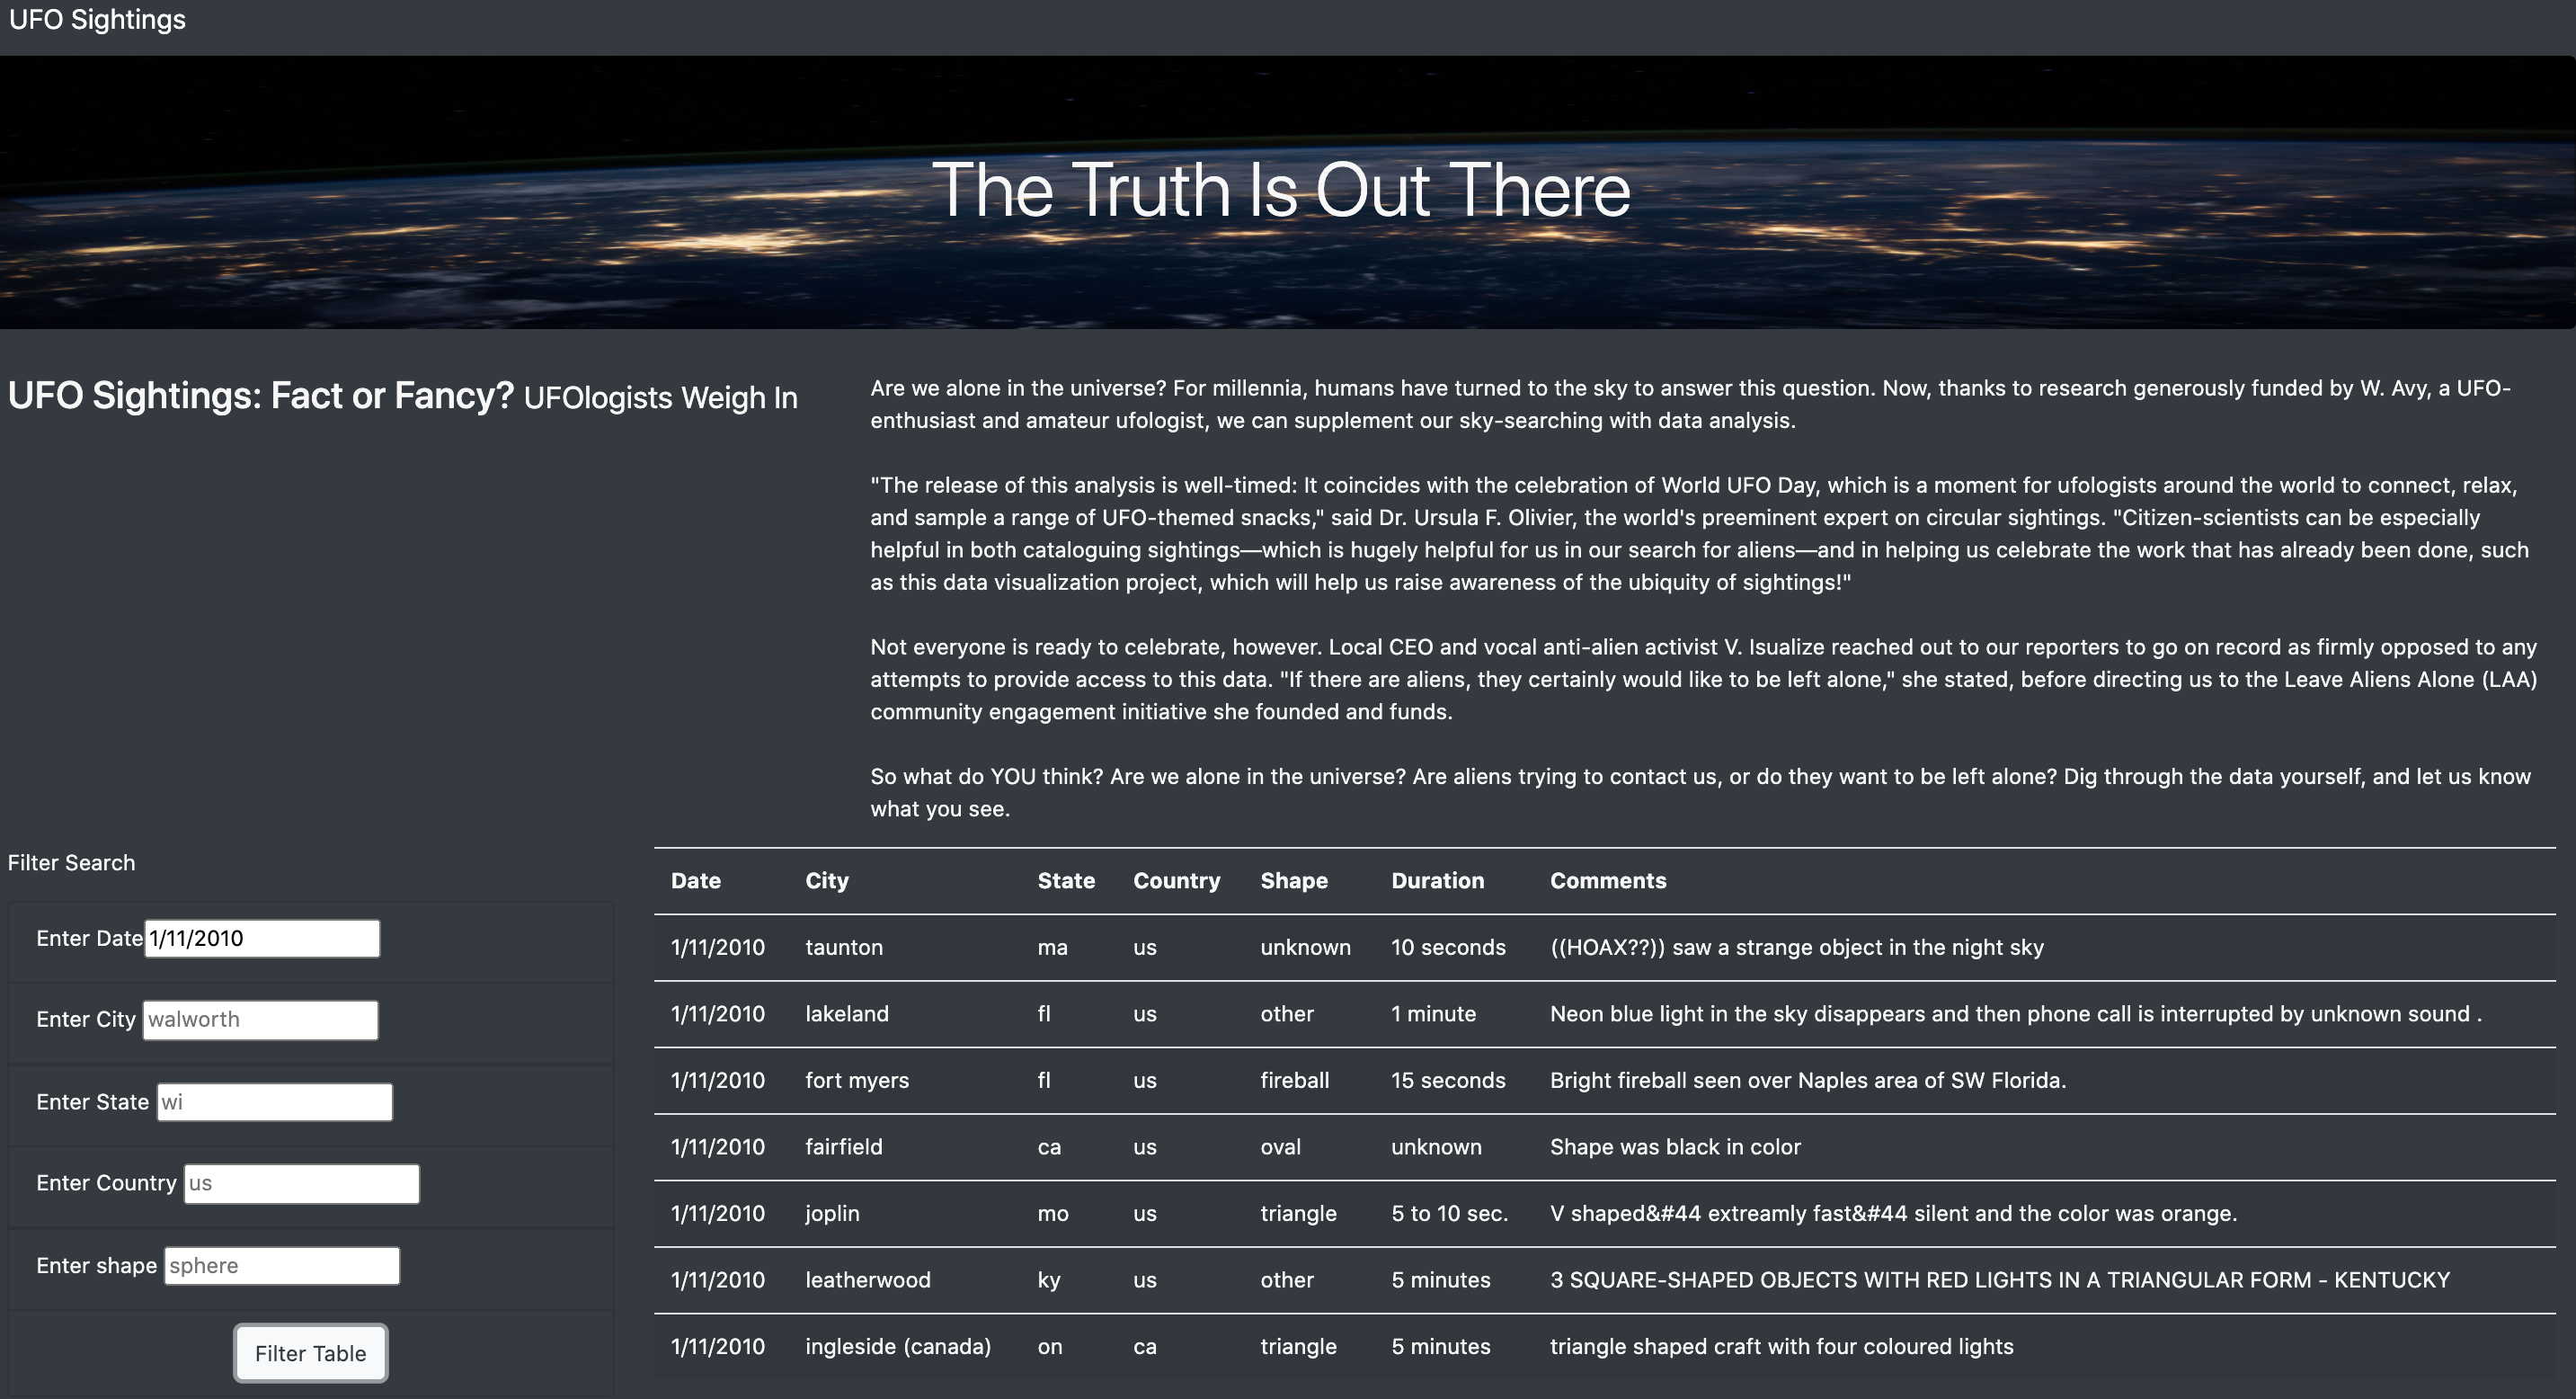 UFO Sightings
The Truth Is Out There
UFO Sightings: Fact or Fancy? UFOlogists Weigh In
Are we alone in the universe? For millennia, humans have turned to the sky to answer this question. Now, thanks to research generously funded by W. Avy, a UFO-
enthusiast and amateur ufologist, we can supplement our sky-searching with data analysis.
"The release of this analysis is well-timed: It coincides with the celebration of World UFO Day, which is a moment for ufologists around the world to connect, relax,
and sample a range of UFO-themed snacks," said Dr. Ursula F. Olivier, the world's preeminent expert on circular sightings. "Citizen-scientists can be especially
helpful in both cataloguing sightings—which is hugely helpful for us in our search for aliens—and in helping us celebrate the work that has already been done, such
as this data visualization project, which will help us raise awareness of the ubiquity of sightings!"
Not everyone is ready to celebrate, however. Local CEO and vocal anti-alien activist V. Isualize reached out to our reporters to go on record as firmly opposed to any
attempts to provide access to this data. "If there are aliens, they certainly would like to be left alone," she stated, before directing us to the Leave Aliens Alone (LAA)
community engagement initiative she founded and funds.
So what do YOU think? Are we alone in the universe? Are aliens trying to contact us, or do they want to be left alone? Dig through the data yourself, and let us know
what you see.
Filter Search
Enter Date 1/11/2010
Enter City walworth
Enter State wi
Enter Country us
Enter shape sphere
Filter Table
Date City State Country Shape Duration Comments
1/11/2010 taunton ma us unknown 10 seconds ((HOAX??)) saw a strange object in the night sky
1/11/2010 lakeland fl us other 1 minute Neon blue light in the sky disappears and then phone call is interrupted by unknown sound .
1/11/2010 fort myers fl us fireball 15 seconds Bright fireball seen over Naples area of SW Florida.
1/11/2010 fairfield ca us oval unknown Shape was black in color
1/11/2010 joplin mo us triangle 5 to 10 sec. V shaped&#44 extreamly fast&#44 silent and the color was orange.
1/11/2010 leatherwood ky us other 5 minutes 3 SQUARE-SHAPED OBJECTS WITH RED LIGHTS IN A TRIANGULAR FORM - KENTUCKY
1/11/2010 ingleside (canada) on ca triangle 5 minutes triangle shaped craft with four coloured lights